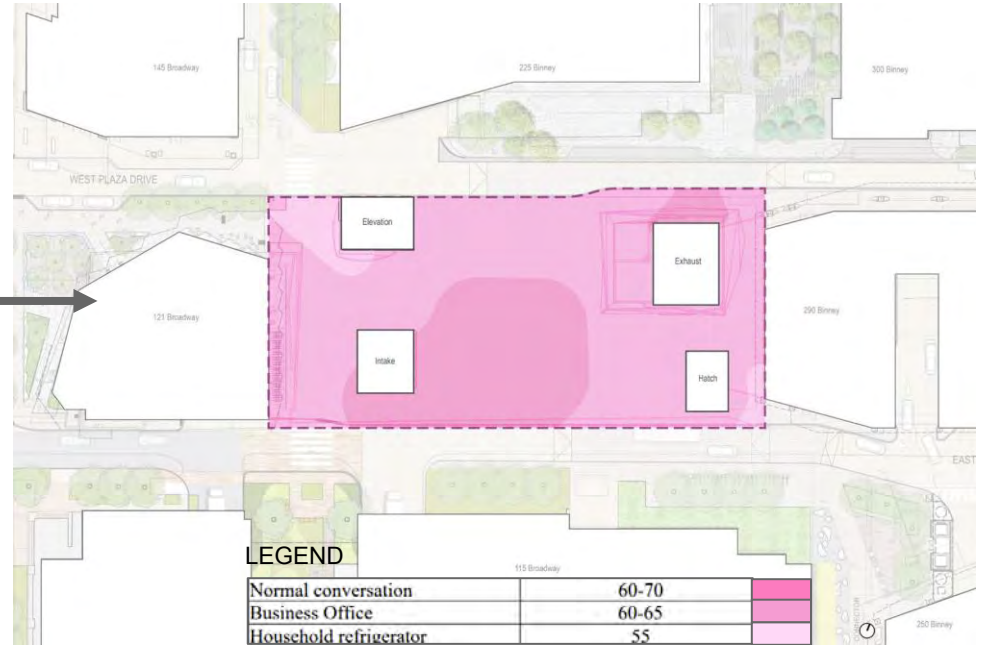 145 Broadway
225 Binney
300 Binney
WEST PLAZA DRIVE
Elevation
Exhaust
121 Broadway
290 Binney
Intake
Hatch
EAST
LEGEND
115 Broadway
Normal conversation 60-70
Business Office 60-65
Household refrigerator 55
250 Binney